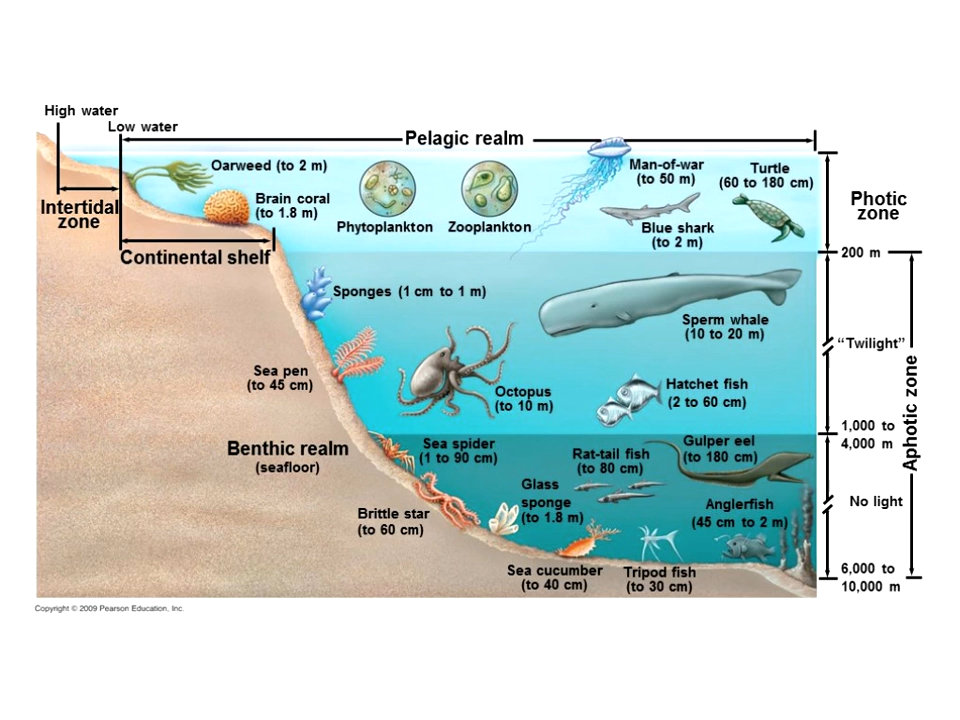 High water
Low water
Pelagic realm
Oarweed (to 2 m)
Man-of-war
(to 50 m)
Turtle
(60 to 180 cm)
Brain coral
(to 1.8 m)
Intertidal
zone
Phytoplankton
Zooplankton
Blue shark
(to 2 m)
Photic
zone
Continental shelf
200 m
Sponges (1 cm to 1 m)
Sperm whale
(10 to 20 m)
“Twilight”
Sea pen
(to 45 cm)
Octopus
(to 10 m)
Hatchet fish
(2 to 60 cm)
Aphotic zone
1,000 to
4,000 m
Benthic realm
(seafloor)
Sea spider
(1 to 90 cm)
Rat-tail fish
(to 80 cm)
Gulper eel
(to 180 cm)
Glass
sponge
(to 1.8 m)
Anglerfish
(45 cm to 2 m)
No light
Brittle star
(to 60 cm)
Sea cucumber
(to 40 cm)
Tripod fish
(to 30 cm)
6,000 to
10,000 m
Copyright © 2009 Pearson Education, Inc.